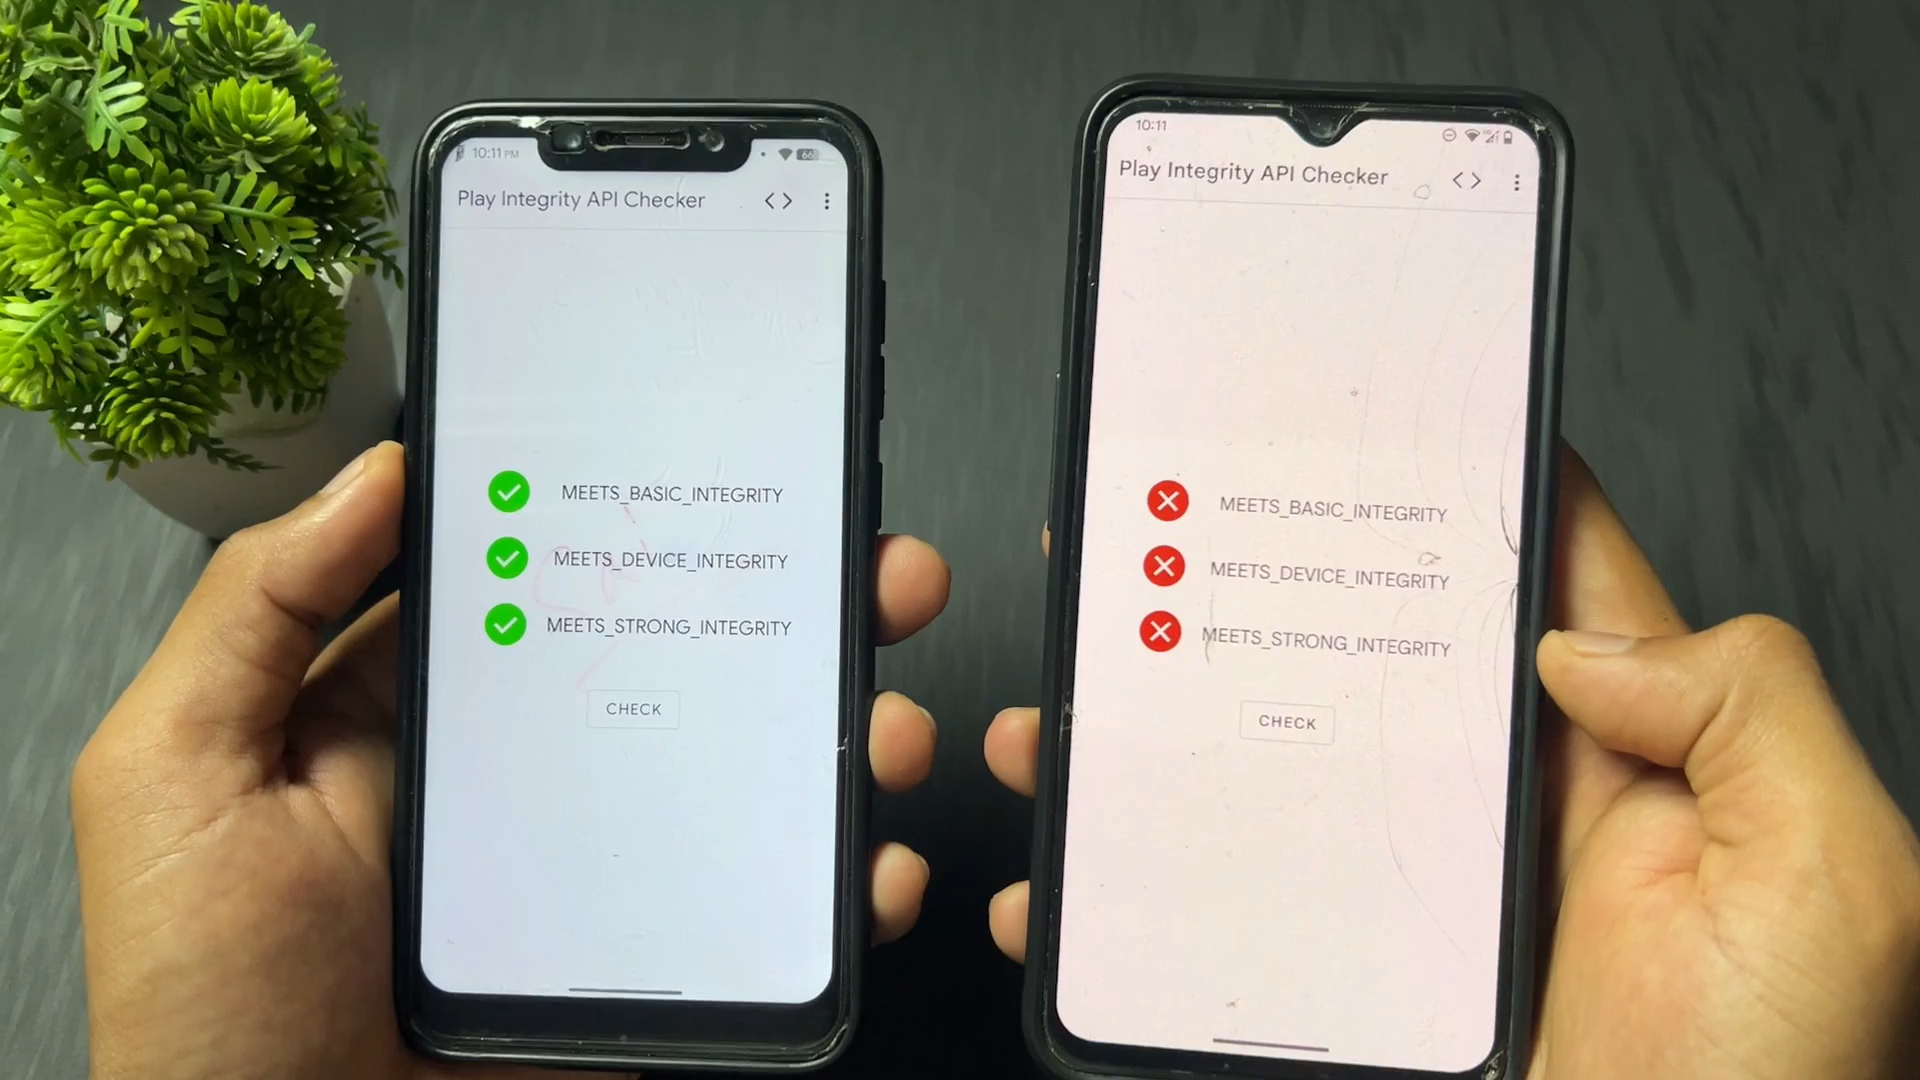 10:11 PM
66
Play Integrity API Checker
MEETS_BASIC_INTEGRITY
MEETS_DEVICE_INTEGRITY
MEETS_STRONG_INTEGRITY
CHECK
10:11
Play Integrity API Checker
MEETS_BASIC_INTEGRITY
MEETS_DEVICE_INTEGRITY
MEETS_STRONG_INTEGRITY
CHECK